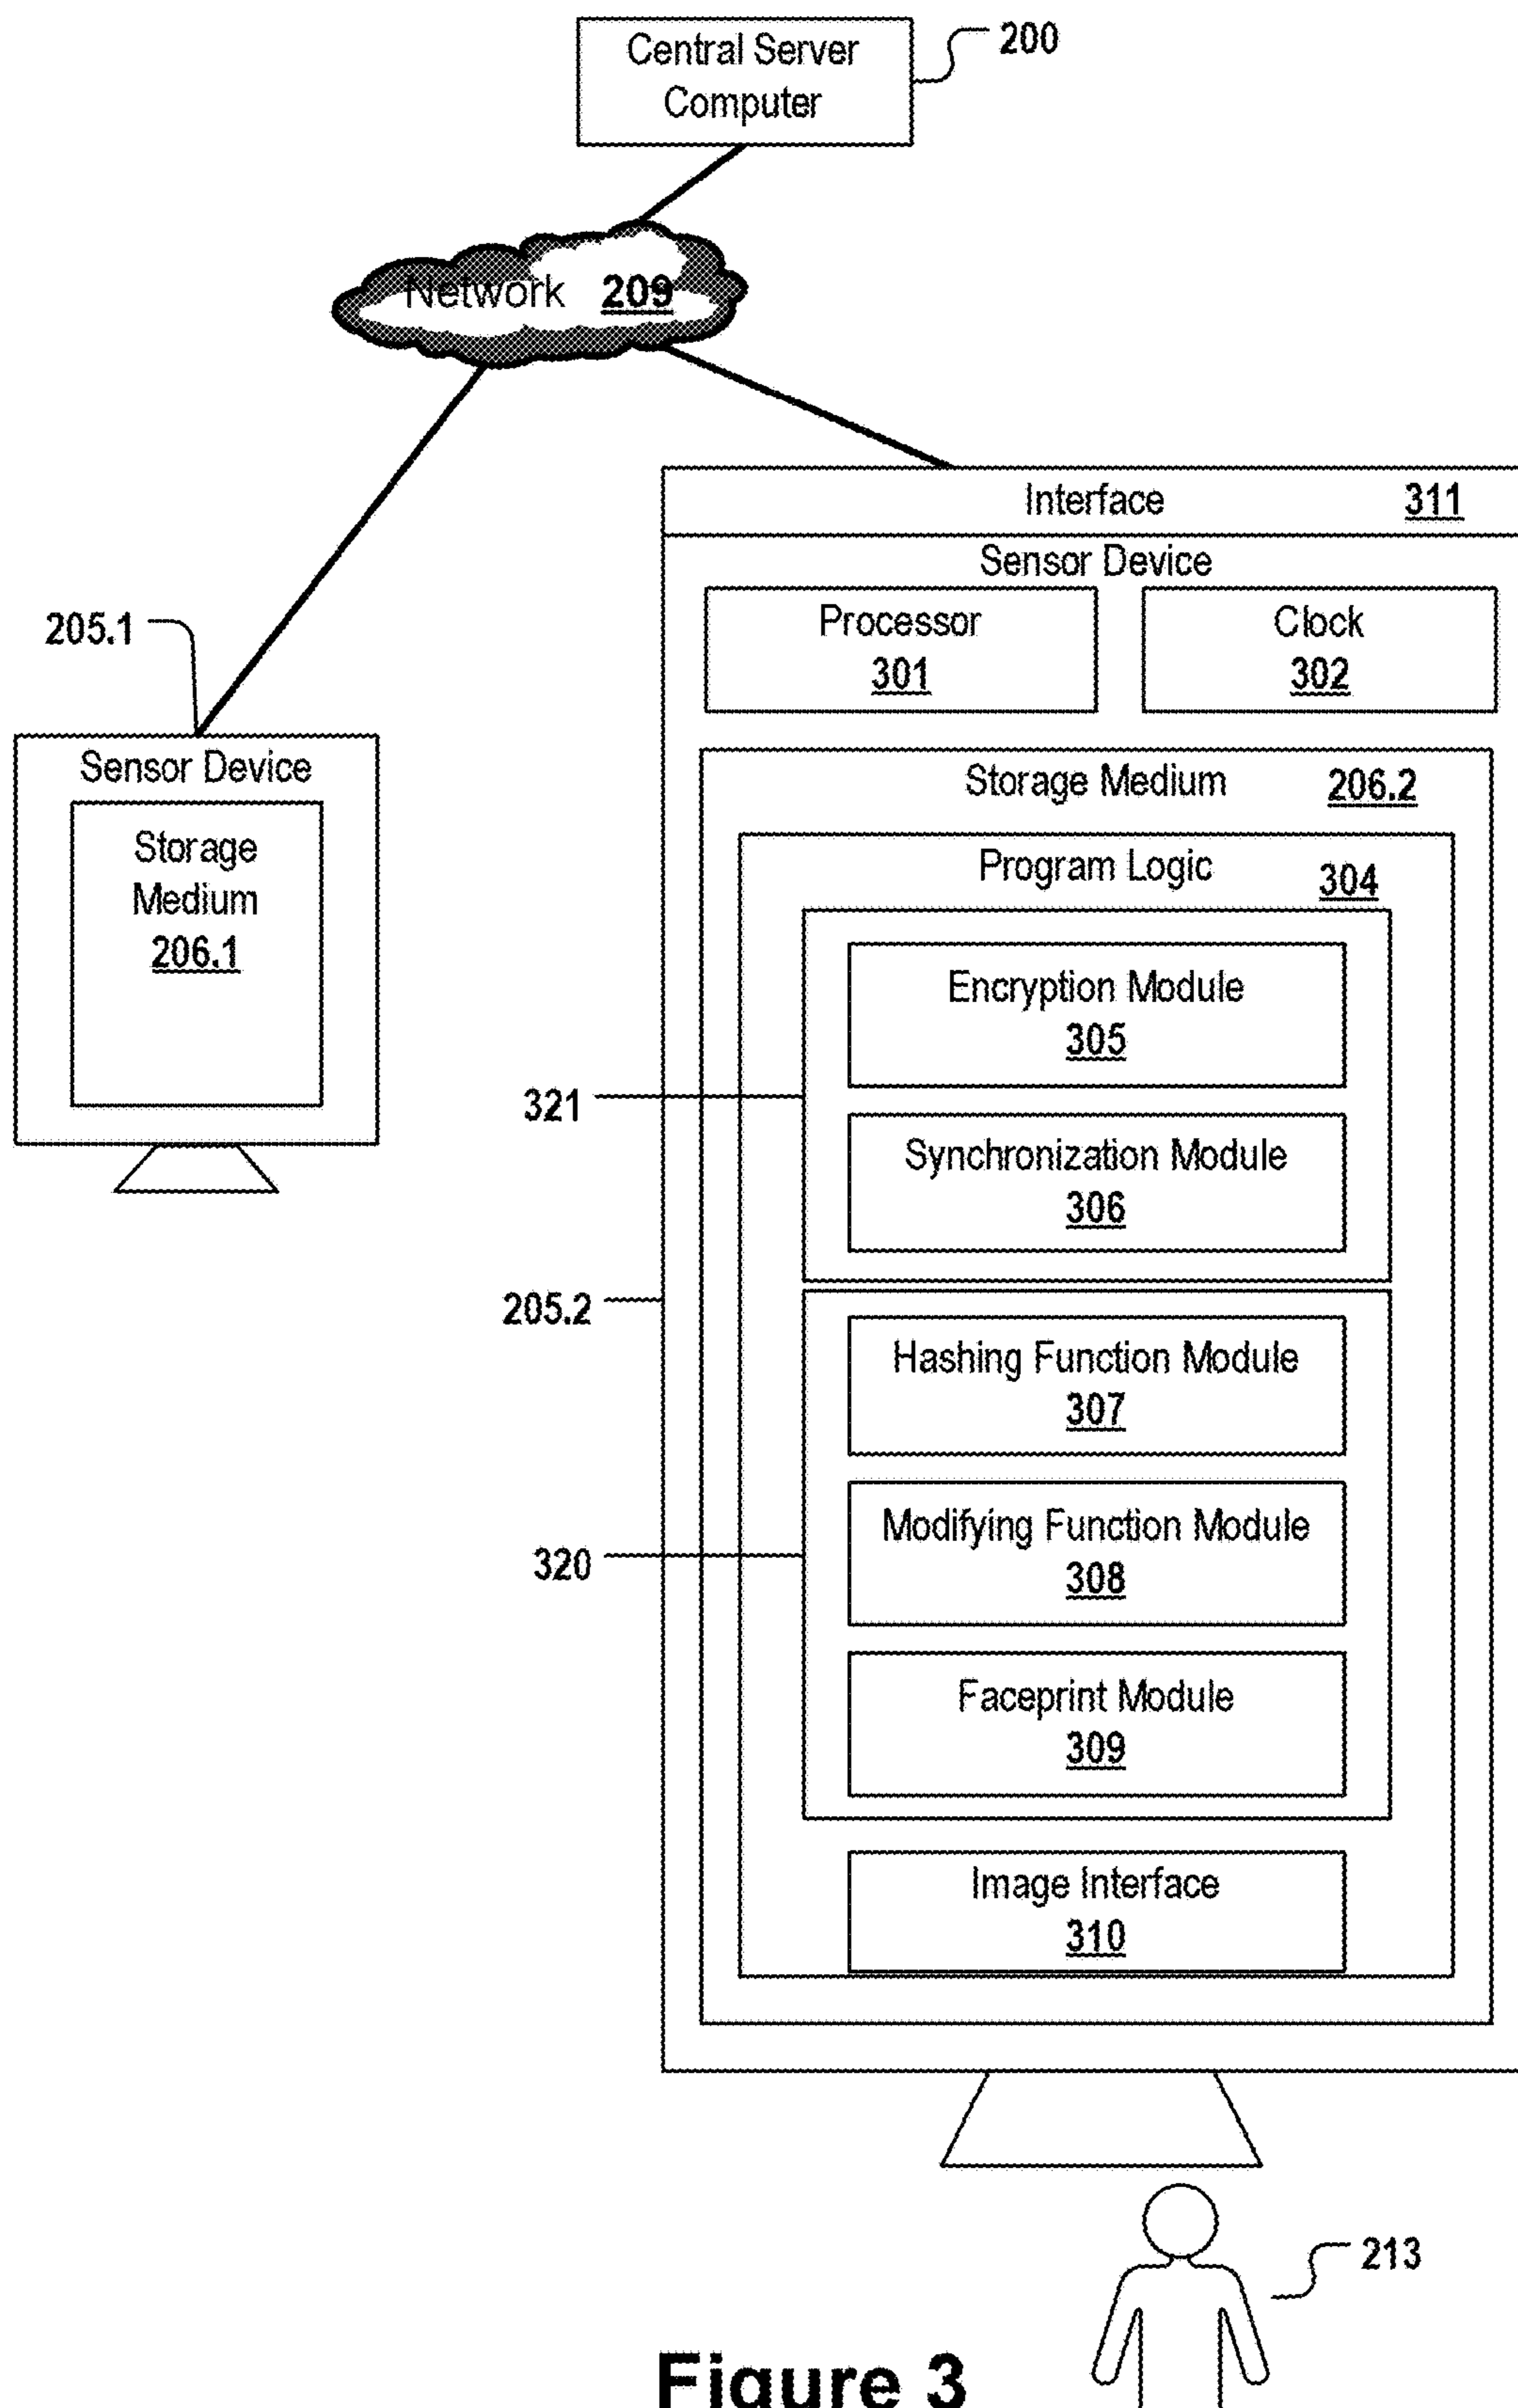 Central Server
Computer
200
Network 209
Interface 311
Sensor Device
Processor
301
Clock
302
205.1
Sensor Device
Storage
Medium
206.1
Storage Medium 206.2
Program Logic 304
Encryption Module
305
321
Synchronization Module
306
205.2
Hashing Function Module
307
Modifying Function Module
308
320
Faceprint Module
309
Image Interface
310
213
Figure 3